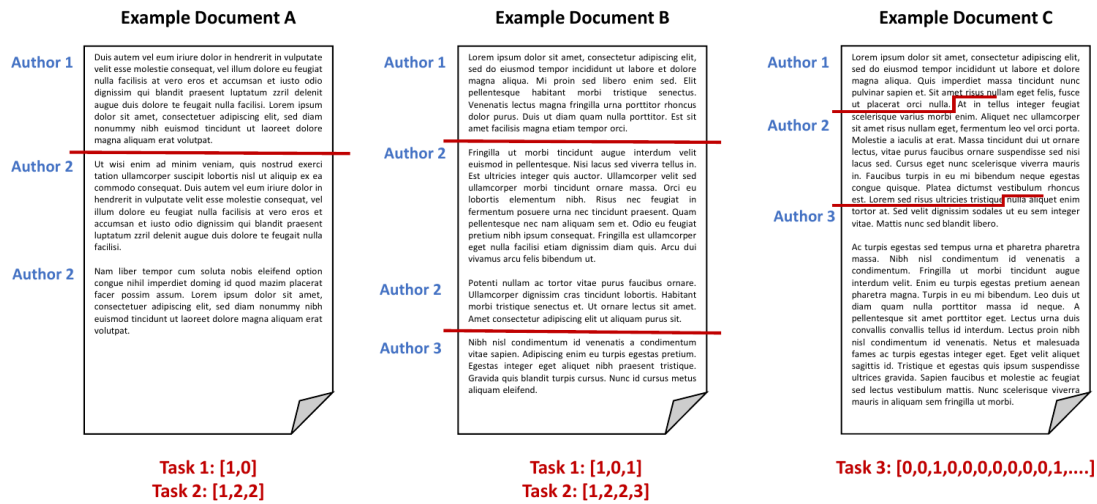 Example Document A
Author 1
Duis autem vel eum iriure dolor in hendrerit in vulputate
velit esse molestie consequat, vel illum dolore eu feugiat
nulla facilisis at vero eros et accumsan et iusto odio
dignissim qui blandit praesent luptatum zzril delenit
augue duis dolore te feugait nulla facilisi. Lorem ipsum
dolor sit amet, consectetuer adipiscing elit, sed diam
nonummy nibh euismod tincidunt ut laoreet dolore
magna aliquam erat volutpat.
Author 2
Ut wisi enim ad minim veniam, quis nostrud exerci
tation ullamcorper suscipit lobortis nisl ut aliquip ex ea
commodo consequat. Duis autem vel eum iriure dolor in
hendrerit in vulputate velit esse molestie consequat, vel
illum dolore eu feugiat nulla facilisis at vero eros et
accumsan et iusto odio dignissim qui blandit praesent
luptatum zzril delenit augue duis dolore te feugait nulla
facilisi.
Author 2
Nam liber tempor cum soluta nobis eleifend option
congue nihil imperdiet doming id quod mazim placerat
facer possim assum. Lorem ipsum dolor sit amet,
consectetuer adipiscing elit, sed diam nonummy nibh
euismod tincidunt ut laoreet dolore magna aliquam erat
volutpat.
Task 1: [1,0]
Task 2: [1,2,2]
Example Document B
Author 1
Lorem ipsum dolor sit amet, consectetur adipiscing elit,
sed do eiusmod tempor incididunt ut labore et dolore
magna aliqua. Mi proin sed libero enim sed. Elit
pellentesque habitant morbi tristique senectus.
Venenatis lectus magna fringilla urna porttitor rhoncus
dolor purus. Duis ut diam quam nulla porttitor. Est sit
amet facilisis magna etiam tempor orci.
Author 2
Fringilla ut morbi tincidunt augue interdum velit
euismod in pellentesque. Nisi lacus sed viverra tellus in.
Est ultricies integer quis auctor. Ullamcorper velit sed
ullamcorper morbi tincidunt ornare massa. Orci eu
lobortis elementum nibh. Risus nec feugiat in
fermentum posuere urna nec tincidunt praesent. Quam
pellentesque nec nam aliquam sem et. Odio eu feugiat
pretium nibh ipsum consequat. Fringilla est ullamcorper
eget nulla facilisi etiam dignissim diam quis. Arcu dui
vivamus arcu felis bibendum ut.
Author 2
Potenti nullam ac tortor vitae purus faucibus ornare.
Ullamcorper dignissim cras tincidunt lobortis. Habitant
morbi tristique senectus et. Ut ornare lectus sit amet.
Amet consectetur adipiscing elit ut aliquam purus sit.
Author 3
Nibh nisl condimentum id venenatis a condimentum
vitae sapien. Adipiscing enim eu turpis egestas pretium.
Egestas integer eget aliquet nibh praesent tristique.
Gravida quis blandit turpis cursus. Nunc id cursus metus
aliquam eleifend.
Task 1: [1,0,1]
Task 2: [1,2,2,3]
Example Document C
Author 1
Lorem ipsum dolor sit amet, consectetur adipiscing elit,
sed do eiusmod tempor incididunt ut labore et dolore
magna aliqua. Quis imperdiet massa tincidunt nunc
pulvinar sapien et. Sit amet risus nullam eget felis, fusce
ut placerat orci nulla. At in tellus integer feugiat
scelerisque varius morbi enim. Aliquet nec ullamcorper
Author 2
sit amet risus nullam eget, fermentum leo vel orci porta.
Molestie a iaculis at erat. Massa tincidunt dui ut ornare
lectus, vitae purus faucibus ornare suspendisse sed nisi
lacus sed. Cursus eget nunc scelerisque viverra mauris
in. Faucibus turpis in eu mi bibendum neque egestas
congue quisque. Platea dictumst vestibulum rhoncus
est. Lorem sed risus ultricies tristique nulla aliquet enim
Author 3
tortor at. Sed velit dignissim sodales ut eu sem integer
vitae. Mattis nunc sed blandit libero.
Ac turpis egestas sed tempus urna et pharetra pharetra
massa. Nibh nisl condimentum id venenatis a
condimentum. Fringilla ut morbi tincidunt augue
interdum velit. Enim eu turpis egestas pretium aenean
pharetra magna. Turpis in eu mi bibendum. Leo duis ut
diam quam nulla porttitor massa id neque. A
pellentesque sit amet porttitor eget. Lectus urna duis
convallis convallis tellus id interdum. Lectus proin nibh
nisl condimentum id venenatis. Netus et malesuada
fames ac turpis egestas integer eget. Eget velit aliquet
sagittis id. Tristique et egestas quis ipsum suspendisse
ultrices gravida. Sapien faucibus et molestie ac feugiat
sed lectus vestibulum mattis. Nunc scelerisque viverra
mauris in aliquam sem fringilla ut morbi.
Task 3: [0,0,1,0,0,0,0,0,0,0,1,....]